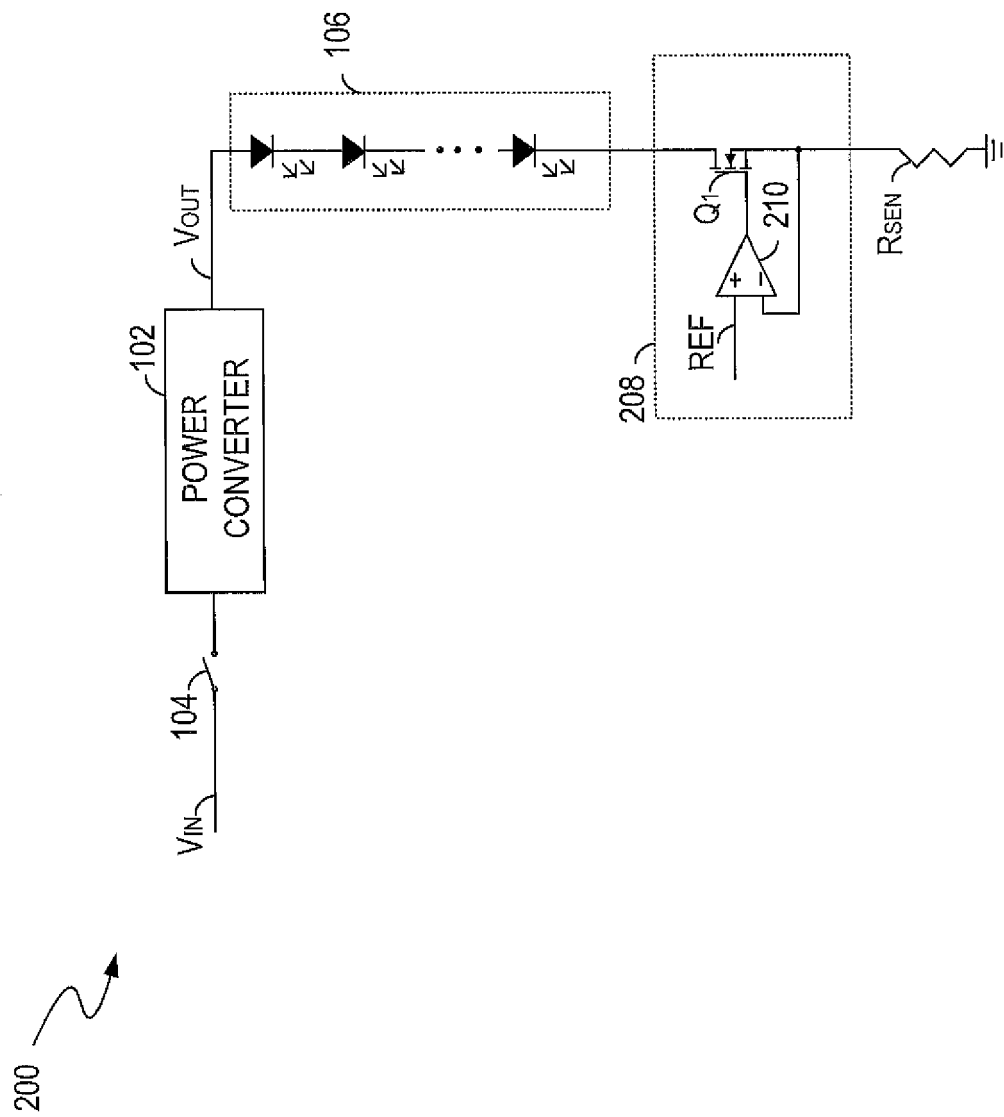 200
VIN
104
102
POWER
CONVERTER
VOUT
106
208
REF
+
−
210
Q1
RSEN